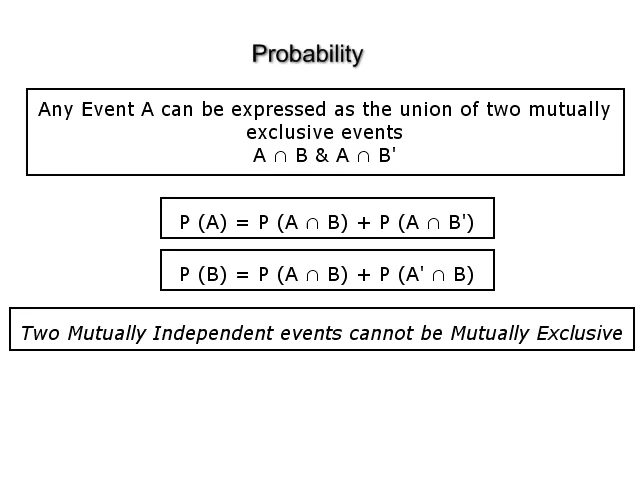 Probability
Any Event A can be expressed as the union of two mutually
exclusive events
A ∩ B & A ∩ B'
P (A) = P (A ∩ B) + P (A ∩ B')
P (B) = P (A ∩ B) + P (A' ∩ B)
Two Mutually Independent events cannot be Mutually Exclusive